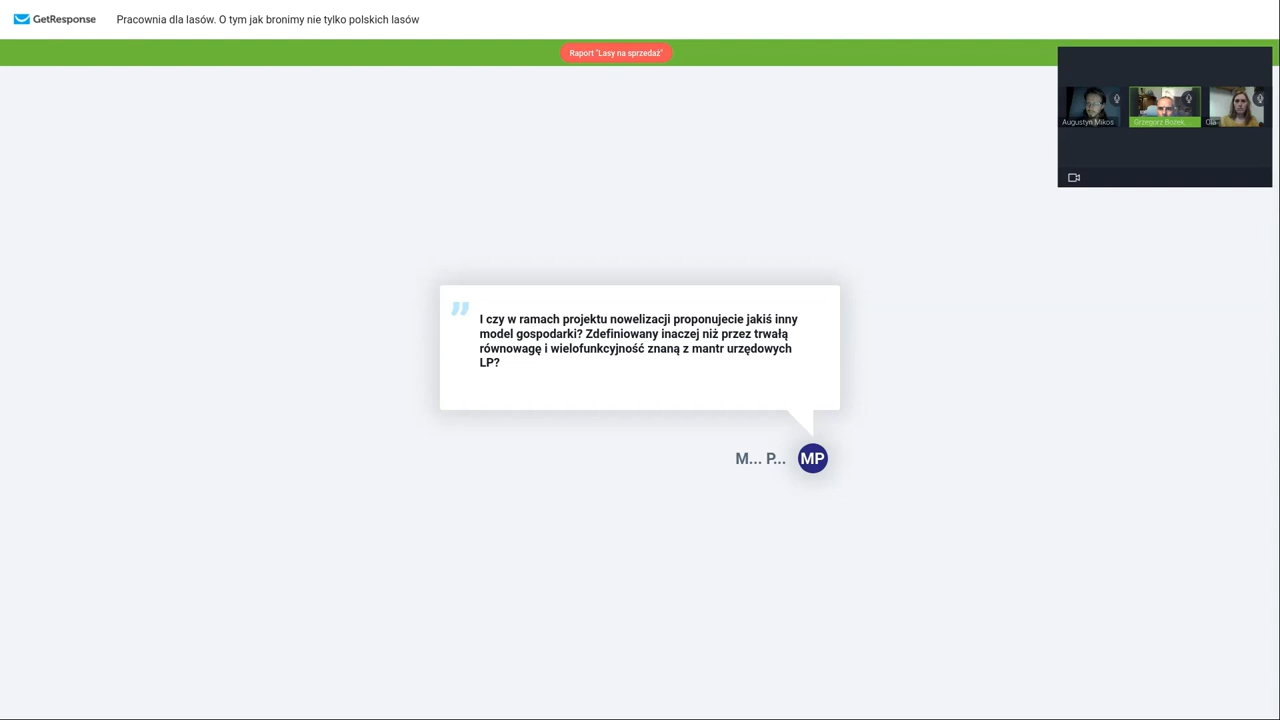 GetResponse
Pracownia dla lasów. O tym jak bronimy nie tylko polskich lasów
Raport "Lasy na sprzedaż"
Augustyn Mikos
Grzegorz Bożek, ...
Ola
I czy w ramach projektu nowelizacji proponujecie jakiś inny
model gospodarki? Zdefiniowany inaczej niż przez trwałą
równowagę i wielofunkcyjność znaną z mantr urzędowych
LP?
M... P...
MP